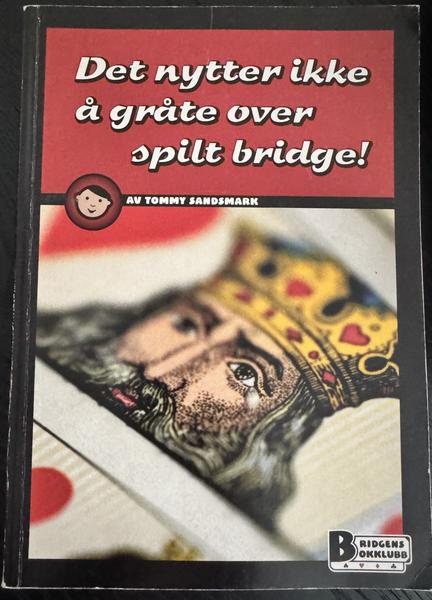 Det nytter ikke
å gråte over
spilt bridge!
AV TOMMY SANDSMARK
BRIDGENS
BOKKLUBB